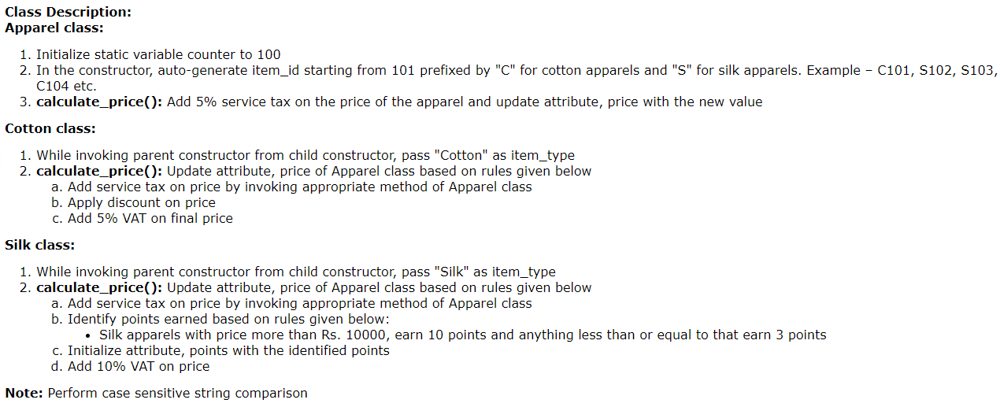 Class Description:
Apparel class:
1. Initialize static variable counter to 100
2. In the constructor, auto-generate item_id starting from 101 prefixed by "C" for cotton apparels and "S" for silk apparels. Example – C101, S102, S103,
C104 etc.
3. calculate_price(): Add 5% service tax on the price of the apparel and update attribute, price with the new value
Cotton class:
1. While invoking parent constructor from child constructor, pass "Cotton" as item_type
2. calculate_price(): Update attribute, price of Apparel class based on rules given below
a. Add service tax on price by invoking appropriate method of Apparel class
b. Apply discount on price
c. Add 5% VAT on final price
Silk class:
1. While invoking parent constructor from child constructor, pass "Silk" as item_type
2. calculate_price(): Update attribute, price of Apparel class based on rules given below
a. Add service tax on price by invoking appropriate method of Apparel class
b. Identify points earned based on rules given below:
• Silk apparels with price more than Rs. 10000, earn 10 points and anything less than or equal to that earn 3 points
c. Initialize attribute, points with the identified points
d. Add 10% VAT on price
Note: Perform case sensitive string comparison